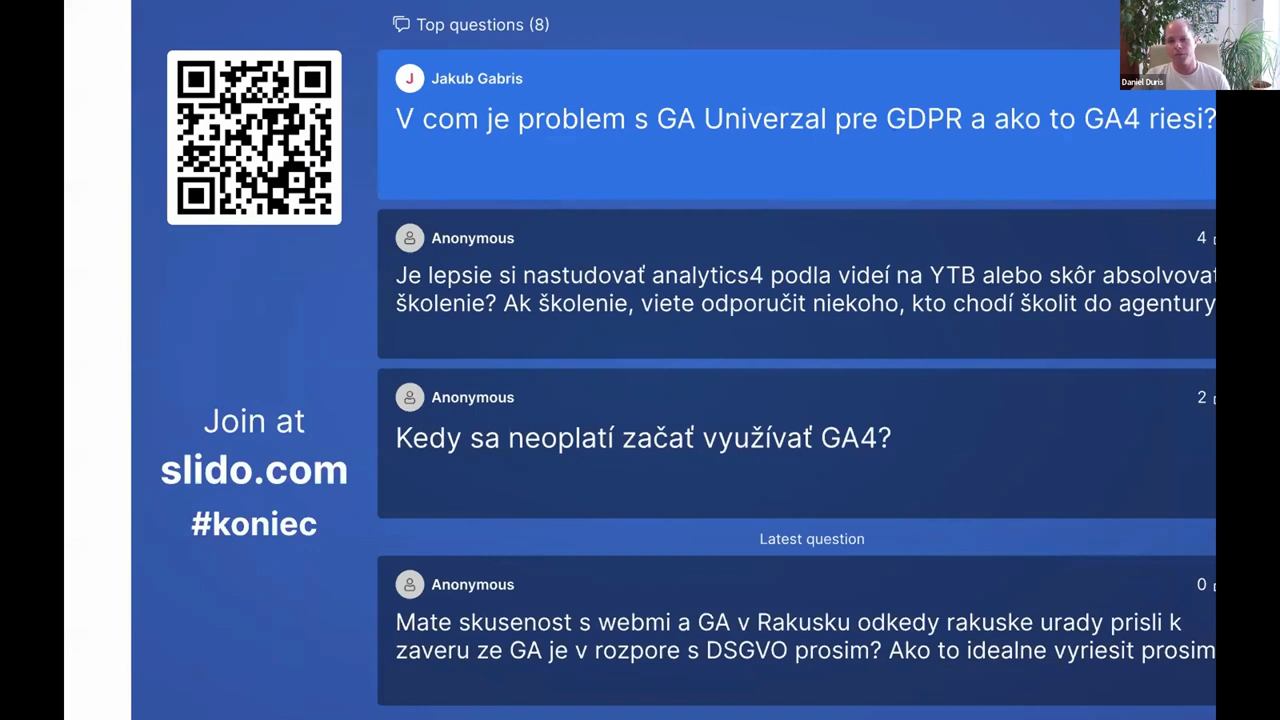 Top questions (8)
J Jakub Gabris
V com je problem s GA Univerzal pre GDPR a ako to GA4 riesi?
Anonymous 4
Je lepsie si nastudovať analytics4 podla videí na YTB alebo skôr absolvovať
školenie? Ak školenie, viete odporučit niekoho, kto chodí školit do agentury
Anonymous 2
Kedy sa neoplatí začať využívať GA4?
Latest question
Anonymous 0
Mate skusenost s webmi a GA v Rakusku odkedy rakuske urady prisli k
zaveru ze GA je v rozpore s DSGVO prosim? Ako to idealne vyriesit prosim
Join at
slido.com
#koniec
Daniel Duris